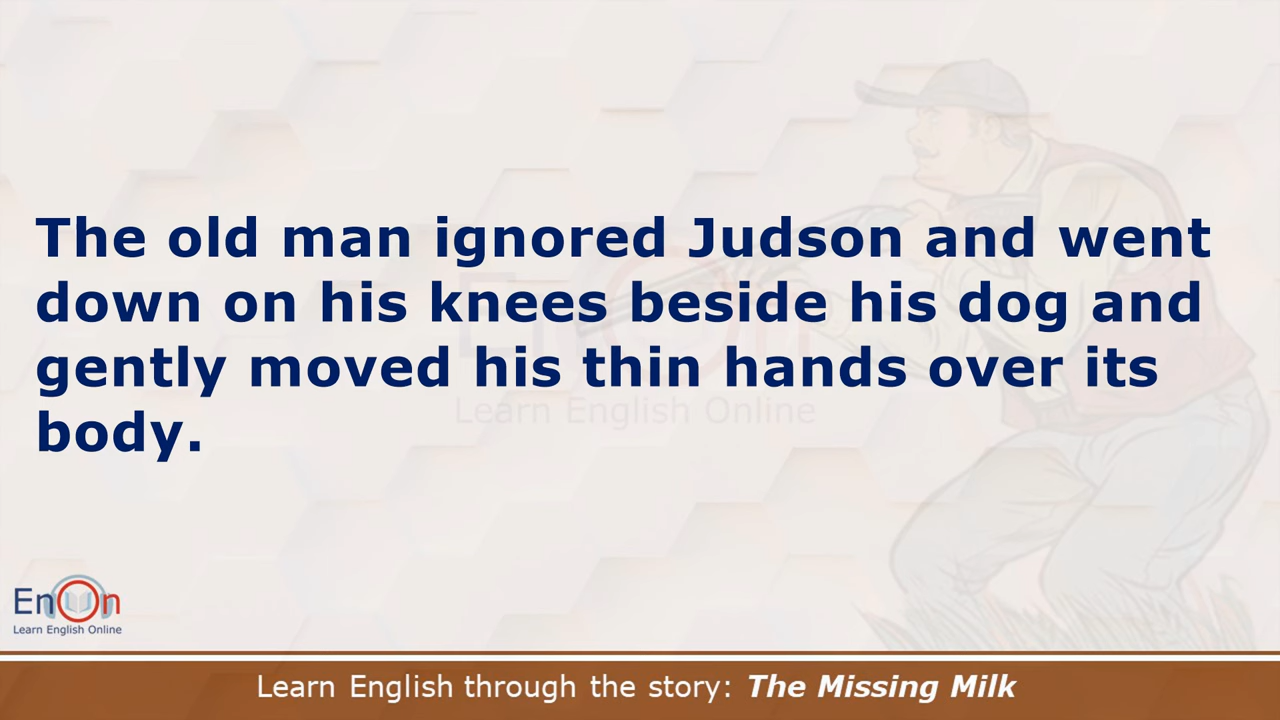 The old man ignored Judson and went
down on his knees beside his dog and
gently moved his thin hands over its
body.
EnOn
Learn English Online
EnOn
Learn English Online
Learn English through the story: The Missing Milk